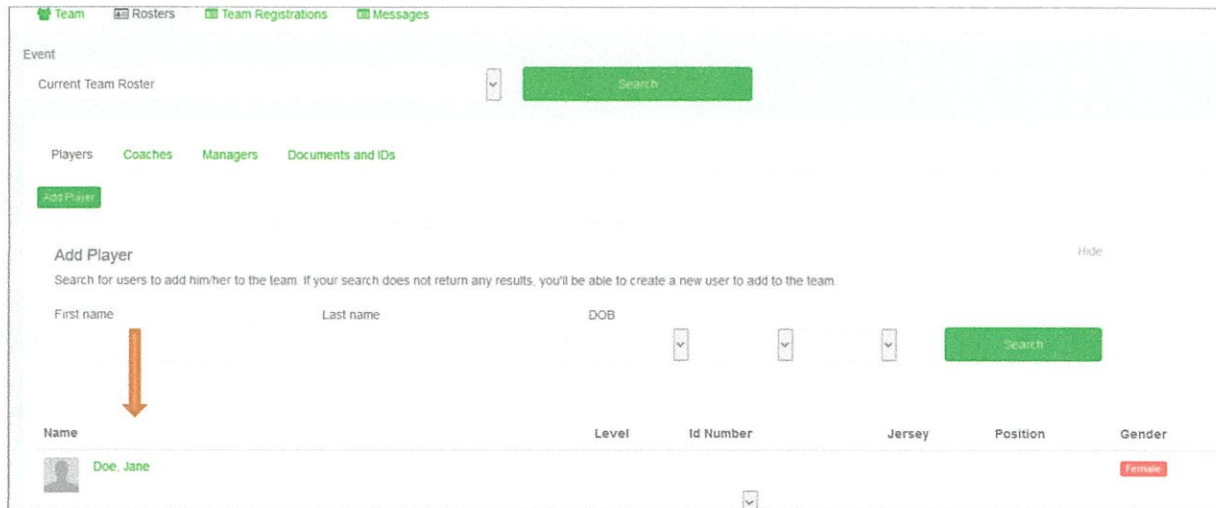 Team Rosters Team Registrations Messages
Event
Current Team Roster Search
Players Coaches Managers Documents and IDs
Add Player
Add Player Hide
Search for users to add him/her to the team. If your search does not return any results, you'll be able to create a new user to add to the team.
First name Last name DOB
Search
Name Level Id Number Jersey Position Gender
Doe, Jane Female